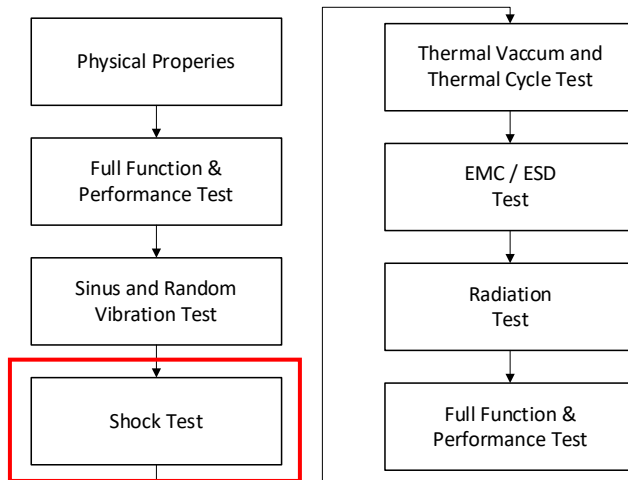 Physical Properies
Full Function &
Performance Test
Sinus and Random
Vibration Test
Shock Test
Thermal Vaccum and
Thermal Cycle Test
EMC / ESD
Test
Radiation
Test
Full Function &
Performance Test